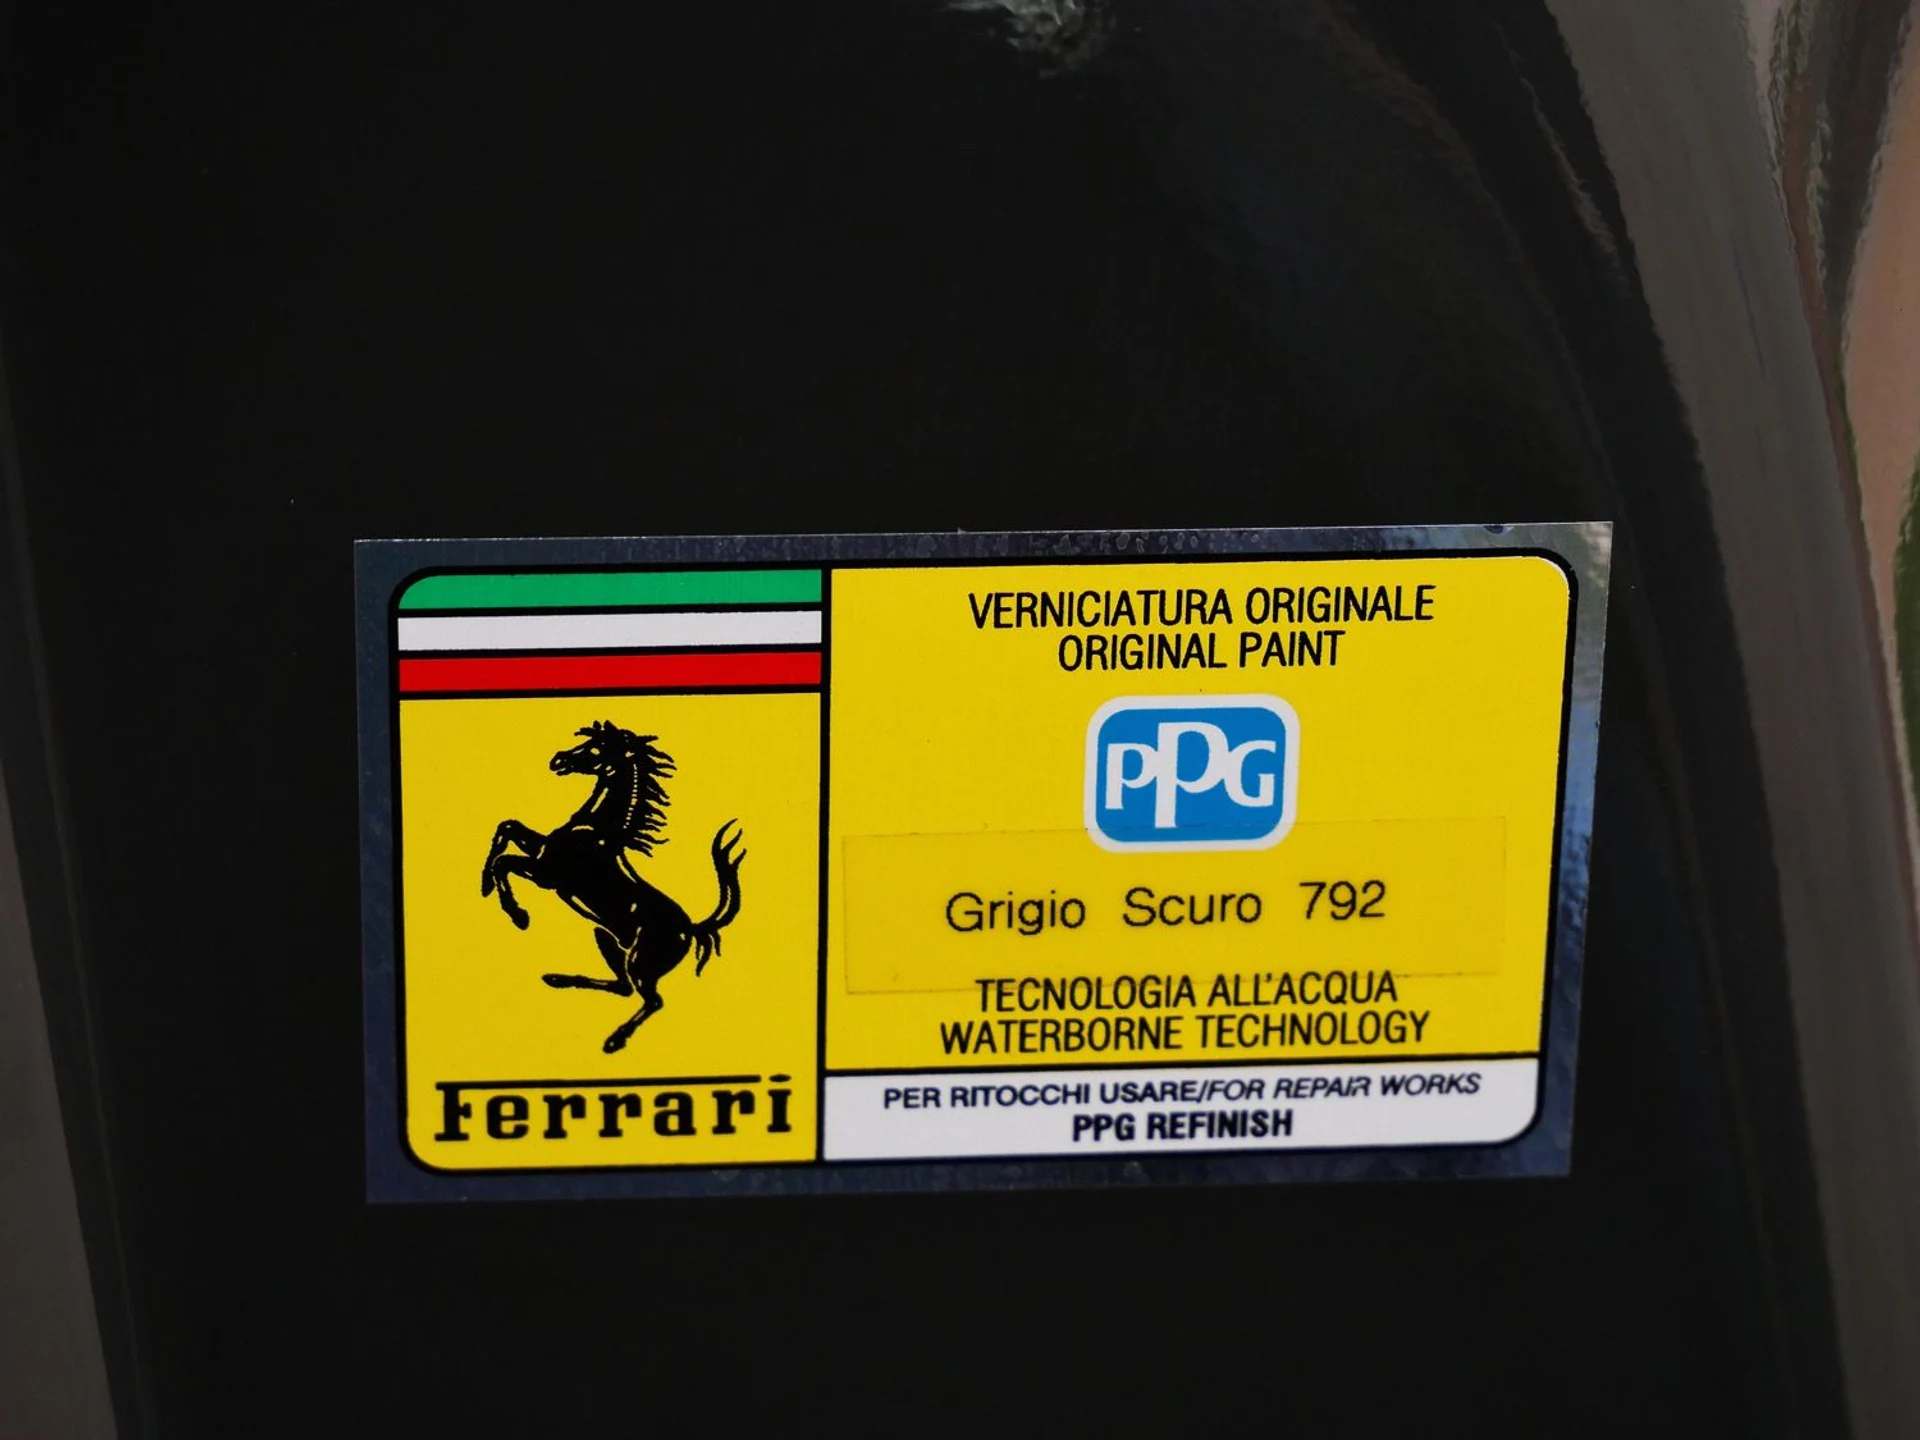 Ferrari
VERNICIATURA ORIGINALE
ORIGINAL PAINT
PPG
Grigio Scuro 792
TECNOLOGIA ALL'ACQUA
WATERBORNE TECHNOLOGY
PER RITOCCHI USARE/FOR REPAIR WORKS
PPG REFINISH